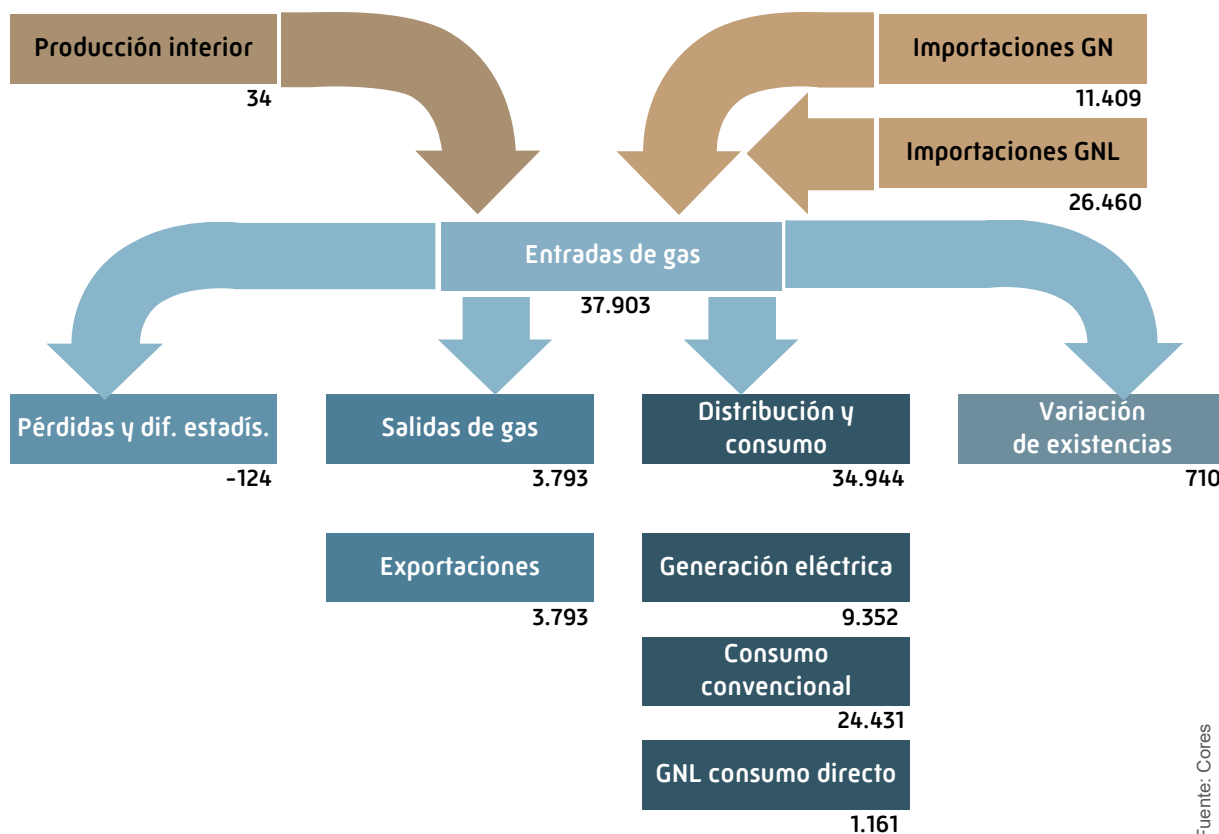 Producción interior
34
Importaciones GN
11.409
Importaciones GNL
26.460
Entradas de gas
37.903
Pérdidas y dif. estadís.
-124
Salidas de gas
3.793
Distribución y
consumo
34.944
Variación
de existencias
710
Exportaciones
3.793
Generación eléctrica
9.352
Consumo
convencional
24.431
GNL consumo directo
1.161
Fuente: Cores